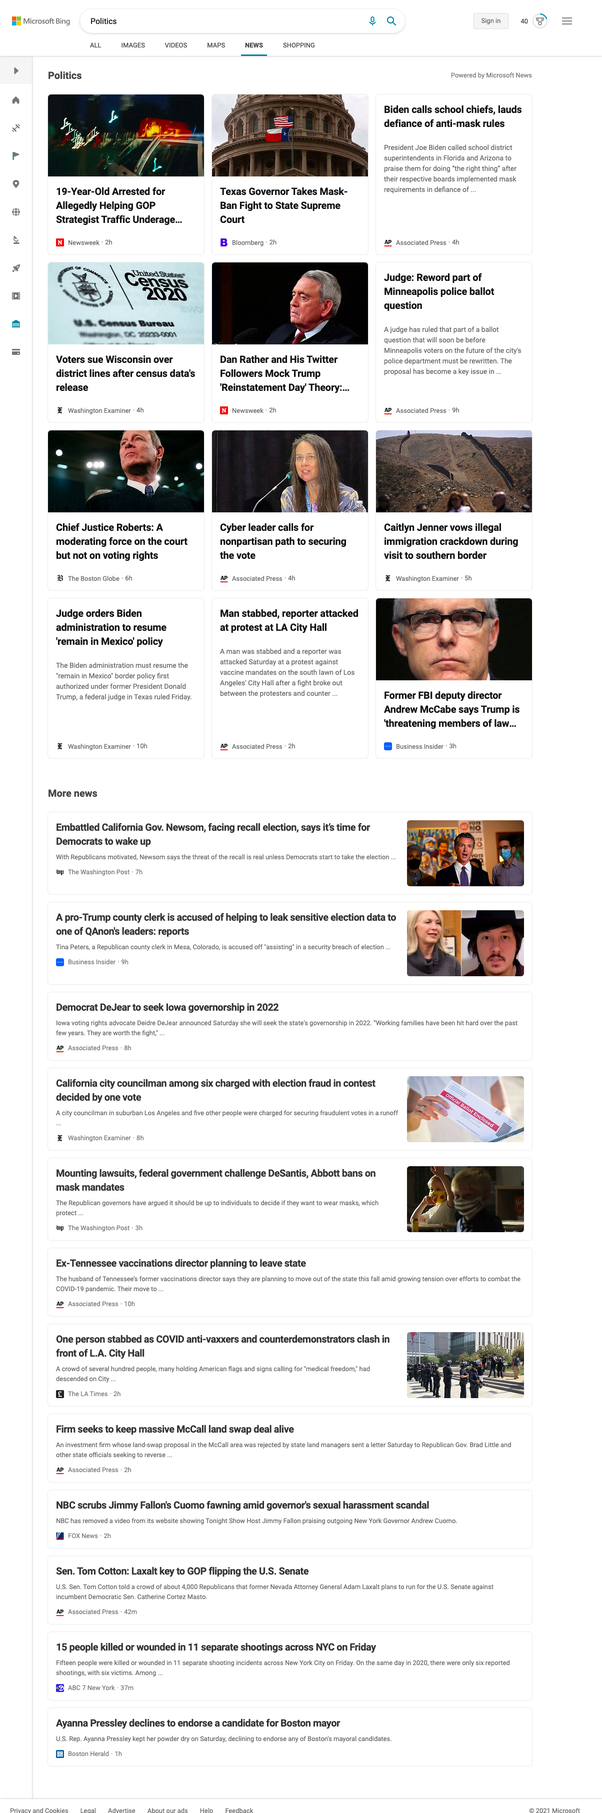 Microsoft Bing
Politics
Sign in
40
ALL IMAGES VIDEOS MAPS NEWS SHOPPING
Politics
Powered by Microsoft News
19-Year-Old Arrested for
Allegedly Helping GOP
Strategist Traffic Underage...
Newsweek · 2h
Texas Governor Takes Mask-
Ban Fight to State Supreme
Court
Bloomberg · 2h
Biden calls school chiefs, lauds
defiance of anti-mask rules
President Joe Biden called school district
superintendents in Florida and Arizona to
praise them for doing "the right thing" after
their respective boards implemented mask
requirements in defiance of ...
AP Associated Press · 4h
United States
Census
2020
U.S. Census Bureau
Washington, DC 20233-0001
Voters sue Wisconsin over
district lines after census data's
release
Washington Examiner · 4h
Dan Rather and His Twitter
Followers Mock Trump
'Reinstatement Day' Theory:...
Newsweek · 2h
Judge: Reword part of
Minneapolis police ballot
question
A judge has ruled that part of a ballot
question that will soon be before
Minneapolis voters on the future of the city's
police department must be rewritten. The
proposal has become a key issue in ...
AP Associated Press · 9h
Chief Justice Roberts: A
moderating force on the court
but not on voting rights
The Boston Globe · 6h
Cyber leader calls for
nonpartisan path to securing
the vote
AP Associated Press · 4h
Caitlyn Jenner vows illegal
immigration crackdown during
visit to southern border
Washington Examiner · 5h
Judge orders Biden
administration to resume
'remain in Mexico' policy
The Biden administration must resume the
"remain in Mexico" border policy first
authorized under former President Donald
Trump, a federal judge in Texas ruled Friday.
Washington Examiner · 10h
Man stabbed, reporter attacked
at protest at LA City Hall
A man was stabbed and a reporter was
attacked Saturday at a protest against
vaccine mandates on the south lawn of Los
Angeles' City Hall after a fight broke out
between the protesters and counter ...
AP Associated Press · 2h
Former FBI deputy director
Andrew McCabe says Trump is
'threatening members of law...
Business Insider · 3h
More news
Embattled California Gov. Newsom, facing recall election, says it's time for
Democrats to wake up
With Republicans motivated, Newsom says the threat of the recall is real unless Democrats start to take the election ...
wp The Washington Post · 7h
A pro-Trump county clerk is accused of helping to leak sensitive election data to
one of QAnon's leaders: reports
Tina Peters, a Republican county clerk in Mesa, Colorado, is accused off "assisting" in a security breach of election ...
Business Insider · 9h
Democrat DeJear to seek Iowa governorship in 2022
Iowa voting rights advocate Deidre DeJear announced Saturday she will seek the state's governorship in 2022. "Working families have been hit hard over the past
few years. They are worth the fight," ...
AP Associated Press · 8h
California city councilman among six charged with election fraud in contest
decided by one vote
A city councilman in suburban Los Angeles and five other people were charged for securing fraudulent votes in a runoff
...
Washington Examiner · 8h
Official Ballot Enclosed
Mounting lawsuits, federal government challenge DeSantis, Abbott bans on
mask mandates
The Republican governors have argued it should be up to individuals to decide if they want to wear masks, which
protect ...
wp The Washington Post · 3h
Ex-Tennessee vaccinations director planning to leave state
The husband of Tennessee's former vaccinations director says they are planning to move out of the state this fall amid growing tension over efforts to combat the
COVID-19 pandemic. Their move to ...
AP Associated Press · 10h
One person stabbed as COVID anti-vaxxers and counterdemonstrators clash in
front of L.A. City Hall
A crowd of several hundred people, many holding American flags and signs calling for "medical freedom," had
descended on City ...
The LA Times · 2h
Firm seeks to keep massive McCall land swap deal alive
An investment firm whose land-swap proposal in the McCall area was rejected by state land managers sent a letter Saturday to Republican Gov. Brad Little and
other state officials seeking to reverse ...
AP Associated Press · 2h
NBC scrubs Jimmy Fallon's Cuomo fawning amid governor's sexual harassment scandal
NBC has removed a video from its website showing Tonight Show Host Jimmy Fallon praising outgoing New York Governor Andrew Cuomo.
FOX News · 2h
Sen. Tom Cotton: Laxalt key to GOP flipping the U.S. Senate
U.S. Sen. Tom Cotton told a crowd of about 4,000 Republicans that former Nevada Attorney General Adam Laxalt plans to run for the U.S. Senate against
incumbent Democratic Sen. Catherine Cortez Masto.
AP Associated Press · 42m
15 people killed or wounded in 11 separate shootings across NYC on Friday
Fifteen people were killed or wounded in 11 separate shooting incidents across New York City on Friday. On the same day in 2020, there were only six reported
shootings, with six victims. Among ...
ABC 7 New York · 37m
Ayanna Pressley declines to endorse a candidate for Boston mayor
U.S. Rep. Ayanna Pressley kept her powder dry on Saturday, declining to endorse any of Boston's mayoral candidates.
Boston Herald · 1h
Privacy and Cookies Legal Advertise About our ads Help Feedback
© 2021 Microsoft